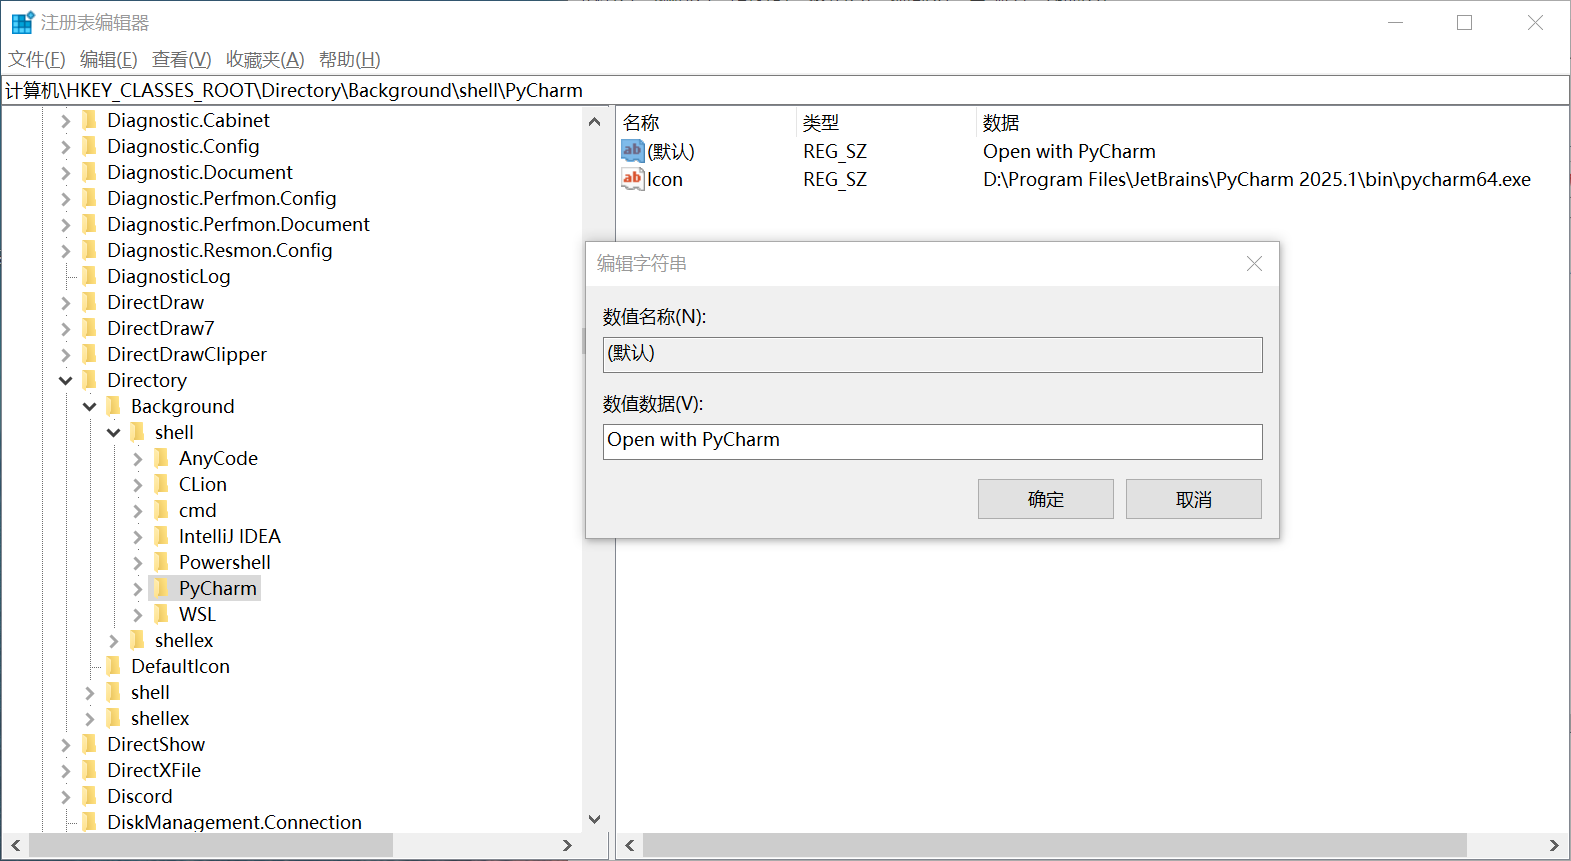 注册表编辑器
文件(F) 编辑(E) 查看(V) 收藏夹(A) 帮助(H)
计算机\HKEY_CLASSES_ROOT\Directory\Background\shell\PyCharm
Diagnostic.Cabinet
Diagnostic.Config
Diagnostic.Document
Diagnostic.Perfmon.Config
Diagnostic.Perfmon.Document
Diagnostic.Resmon.Config
DiagnosticLog
DirectDraw
DirectDraw7
DirectDrawClipper
Directory
Background
shell
AnyCode
CLion
cmd
IntelliJ IDEA
Powershell
PyCharm
WSL
shellex
DefaultIcon
shell
shellex
DirectShow
DirectXFile
Discord
DiskManagement.Connection
名称 类型 数据
ab (默认) REG_SZ Open with PyCharm
ab Icon REG_SZ D:\Program Files\JetBrains\PyCharm 2025.1\bin\pycharm64.exe
编辑字符串
数值名称(N):
(默认)
数值数据(V):
Open with PyCharm
确定 取消